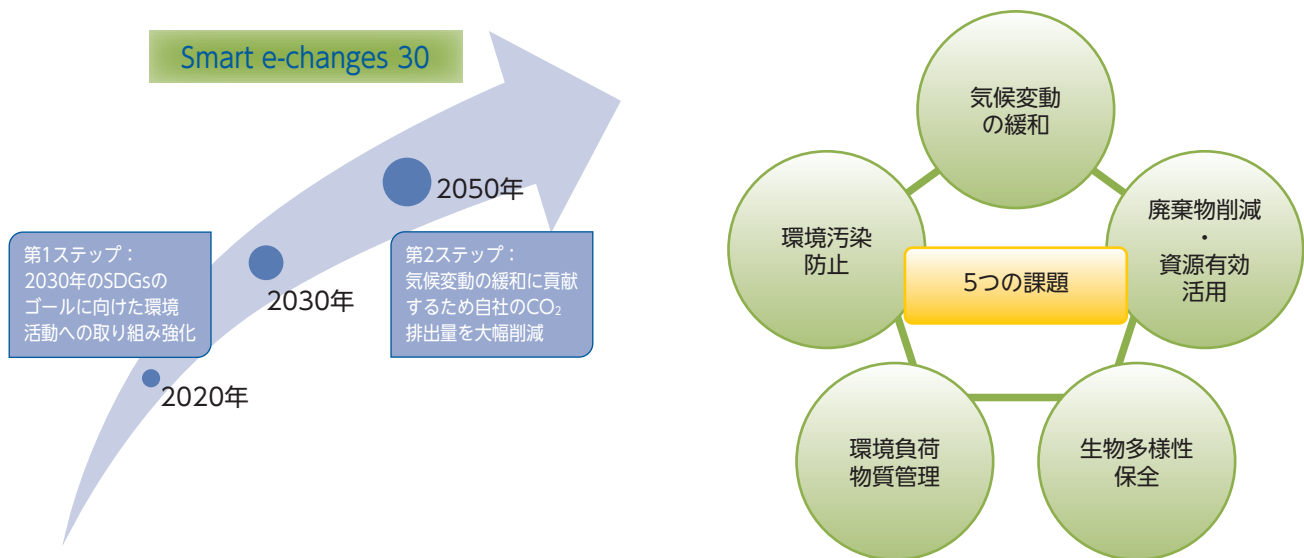 Smart e-changes 30
2050年
2030年
2020年
第1ステップ：
2030年のSDGsの
ゴールに向けた環境
活動への取り組み強化
第2ステップ：
気候変動の緩和に貢献
するため自社のCO₂
排出量を大幅削減
気候変動
の緩和
環境汚染
防止
廃棄物削減
・
資源有効
活用
5つの課題
環境負荷
物質管理
生物多様性
保全